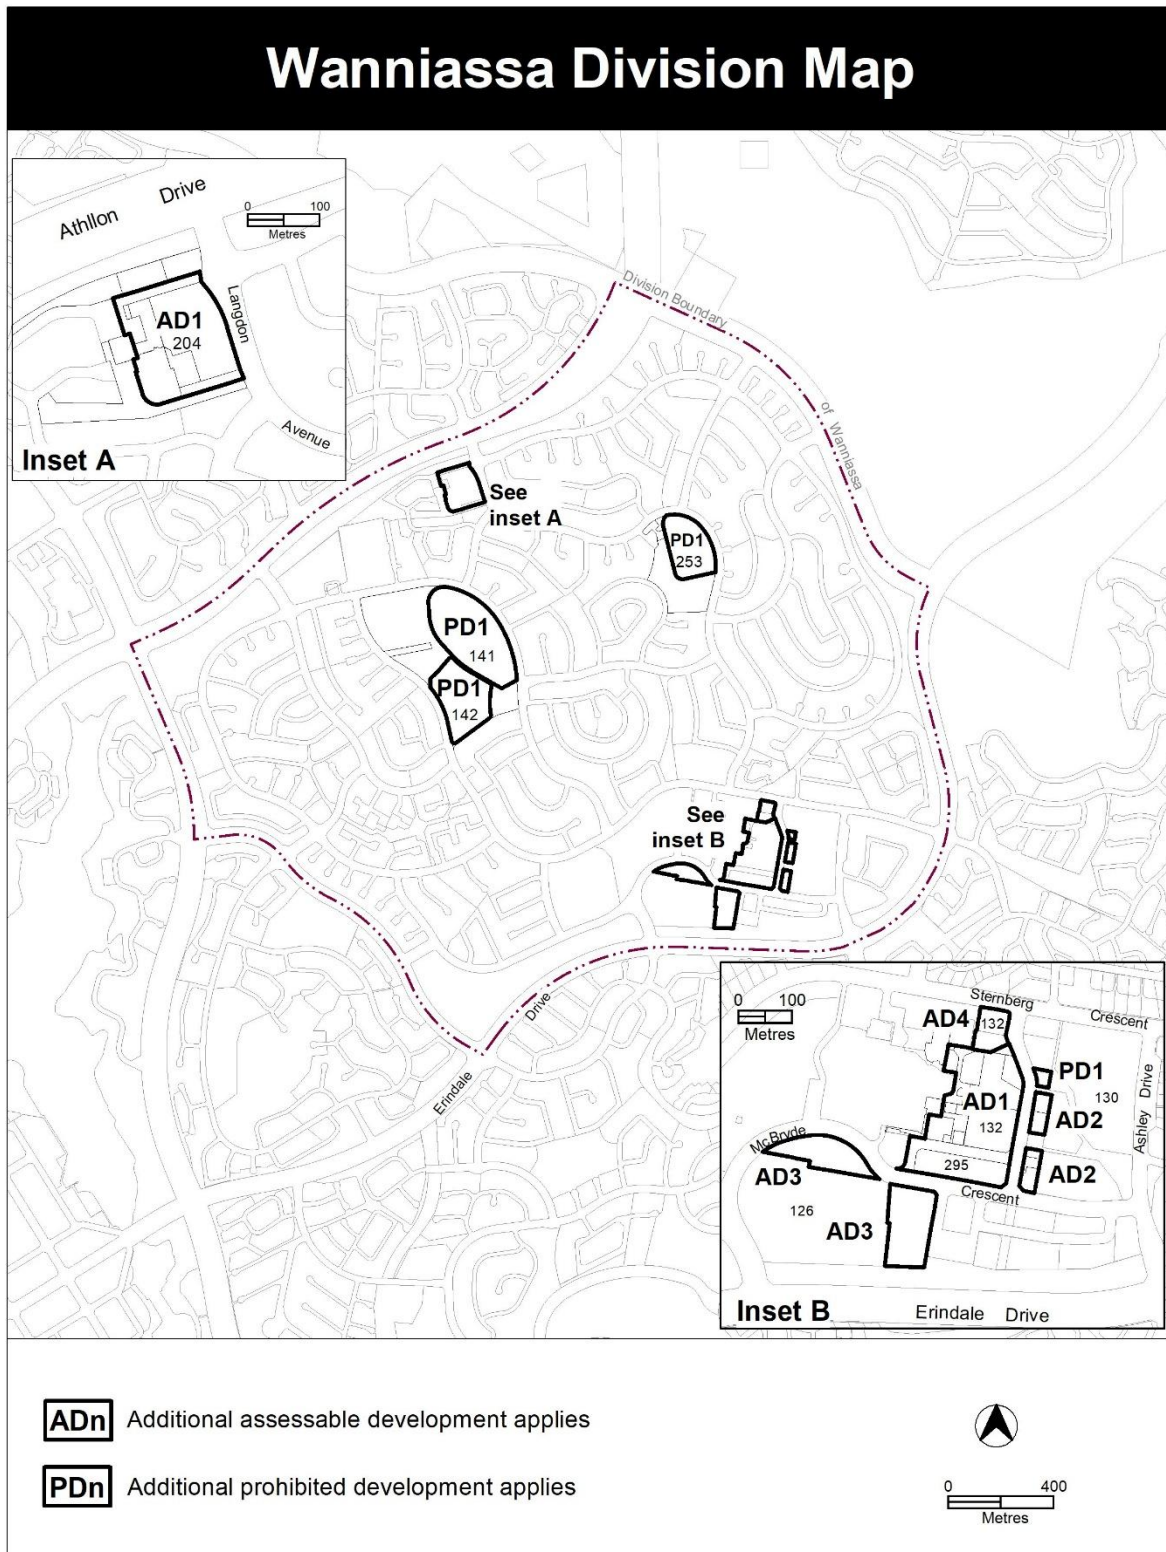 Wanniassa Division Map
Athllon Drive
0 100
Metres
Langdon
AD1
204
Avenue
Inset A
Division Boundary
of Wanniassa
See
inset A
PD1
253
PD1
141
PD1
142
See
inset B
Drive
Erindale
0 100
Metres
Sternberg
Crescent
AD4
132
PD1
130
AD1
132
AD2
Ashley Drive
McBryde
295
AD2
AD3
Crescent
126
AD3
Inset B
Erindale Drive
ADn Additional assessable development applies
PDn Additional prohibited development applies
0 400
Metres